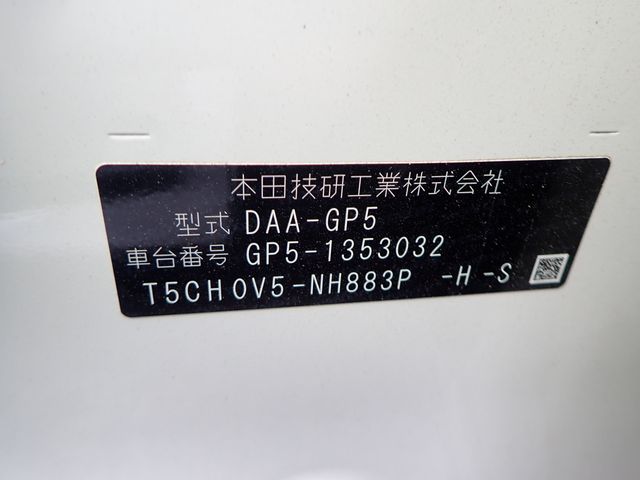 本田技研工業株式会社
型式 DAA-GP5
車台番号 GP5-1353032
T5CH0V5-NH883P -H -S